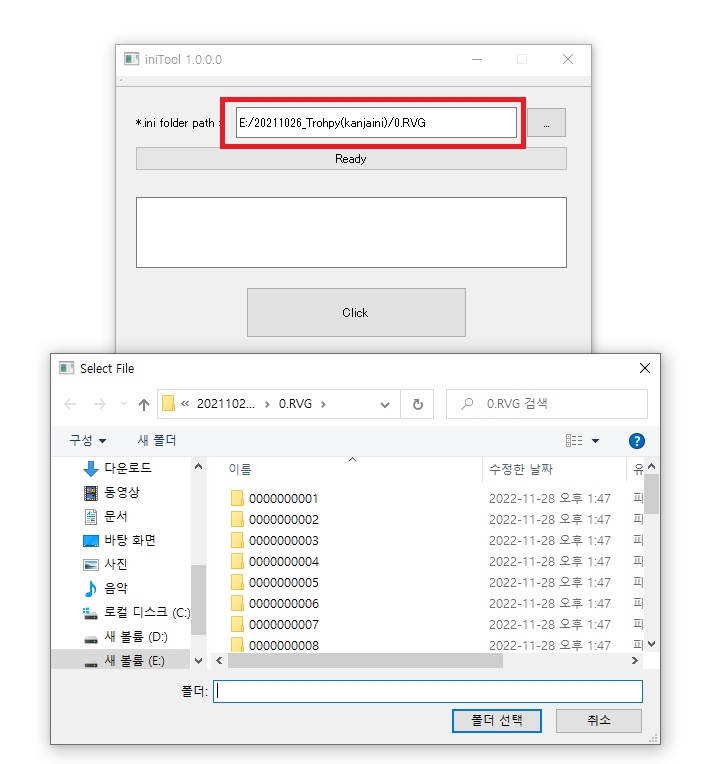 iniTool 1.0.0.0
*.ini folder path : E:/20211026_Trohpy(kanjaini)/0.RVG ...
Ready
Click
Select File
« 2021102... › 0.RVG › 0.RVG 검색
구성 새 폴더 ?
이름 수정한 날짜 유
다운로드
동영상
문서
바탕 화면
사진
음악
로컬 디스크 (C:)
새 볼륨 (D:)
새 볼륨 (E:)
0000000001 2022-11-28 오후 1:47 파
0000000002 2022-11-28 오후 1:47 파
0000000003 2022-11-28 오후 1:47 파
0000000004 2022-11-28 오후 1:47 파
0000000005 2022-11-28 오후 1:47 파
0000000006 2022-11-28 오후 1:47 파
0000000007 2022-11-28 오후 1:47 파
0000000008 2022-11-28 오후 1:47 파
폴더:
폴더 선택 취소